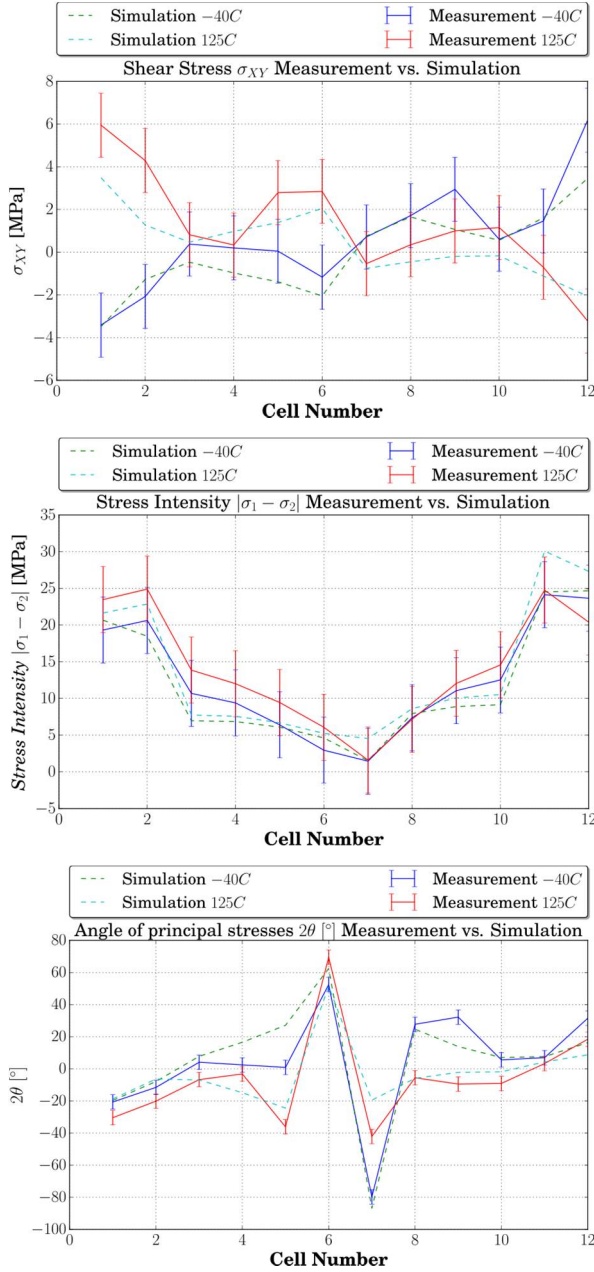 Simulation −40C Measurement −40C
Simulation 125C Measurement 125C
Shear Stress σXY Measurement vs. Simulation
8
6
4
2
0
−2
−4
−6
σXY [MPa]
0 2 4 6 8 10 12
Cell Number
Simulation −40C Measurement −40C
Simulation 125C Measurement 125C
Stress Intensity |σ1 − σ2| Measurement vs. Simulation
35
30
25
20
15
10
5
0
−5
Stress Intensity |σ1 − σ2| [MPa]
0 2 4 6 8 10 12
Cell Number
Simulation −40C Measurement −40C
Simulation 125C Measurement 125C
Angle of principal stresses 2θ [°] Measurement vs. Simulation
80
60
40
20
0
−20
−40
−60
−80
−100
2θ [°]
0 2 4 6 8 10 12
Cell Number